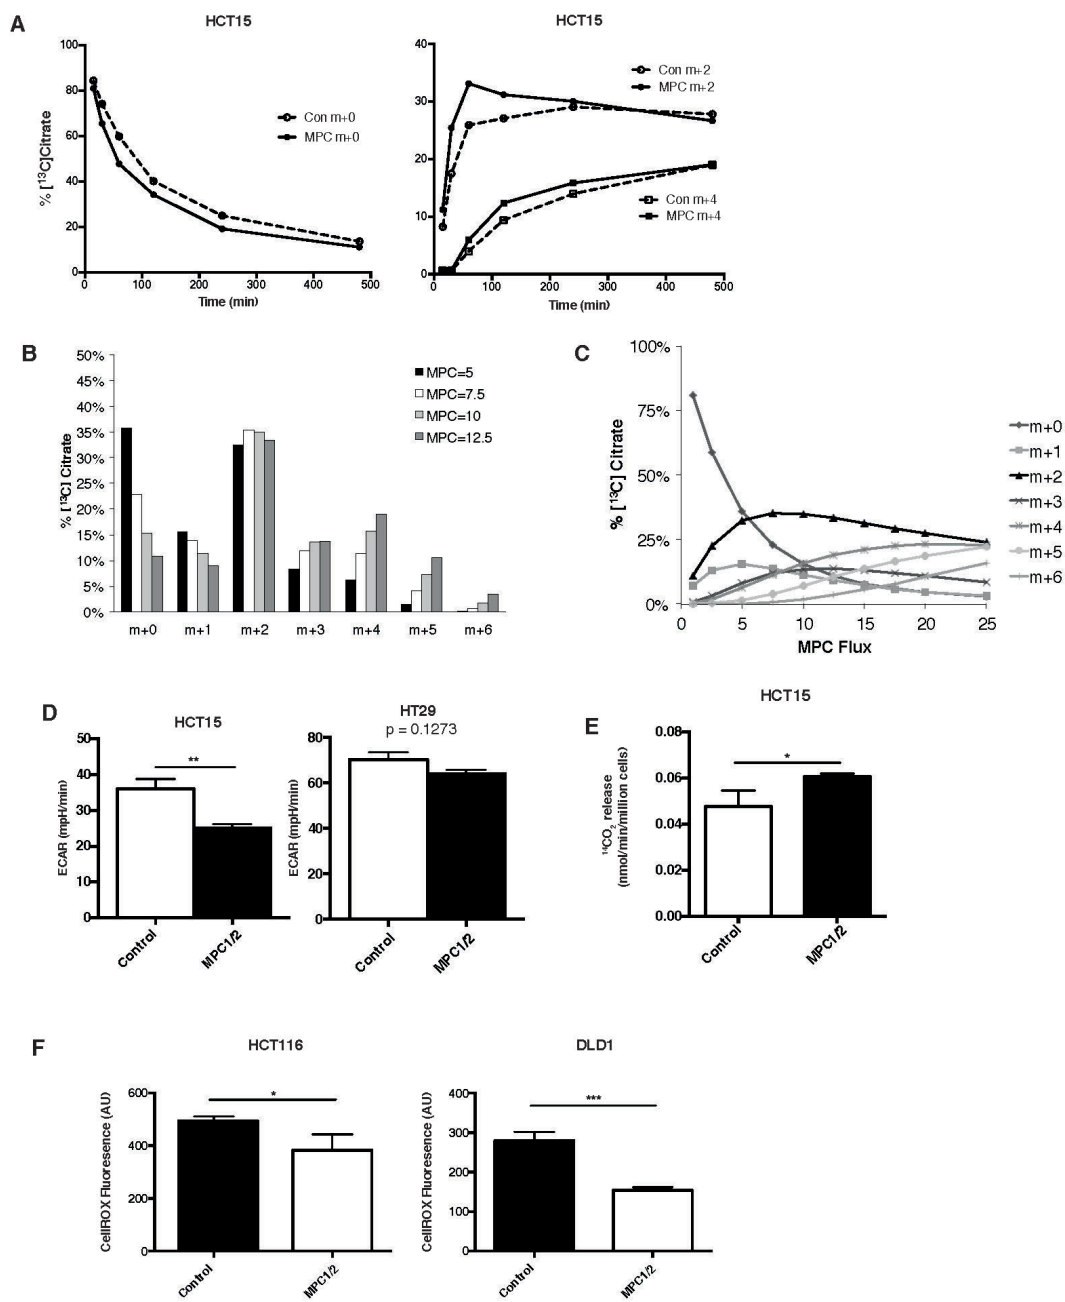 A
HCT15
% [13C]Citrate
100
80
60
40
20
0
0 100 200 300 400 500
Time (min)
Con m+0
MPC m+0
HCT15
40
30
20
10
0
0 100 200 300 400 500
Time (min)
Con m+2
MPC m+2
Con m+4
MPC m+4
B
% [13C] Citrate
50%
45%
40%
35%
30%
25%
20%
15%
10%
5%
0%
m+0 m+1 m+2 m+3 m+4 m+5 m+6
MPC=5
MPC=7.5
MPC=10
MPC=12.5
C
% [13C] Citrate
100%
75%
50%
25%
0%
0 5 10 15 20 25
MPC Flux
m+0
m+1
m+2
m+3
m+4
m+5
m+6
D
HCT15
ECAR (mpH/min)
50
40
30
20
10
0
**
Control
MPC1/2
HT29
p = 0.1273
ECAR (mpH/min)
80
60
40
20
0
Control
MPC1/2
E
HCT15
14CO2 release
(nmol/min/million cells)
0.08
0.06
0.04
0.02
0.00
*
Control
MPC1/2
F
HCT116
CellROX Fluoresence (AU)
600
400
200
0
*
Control
MPC1/2
DLD1
CellROX Fluoresence (AU)
400
300
200
100
0
***
Control
MPC1/2